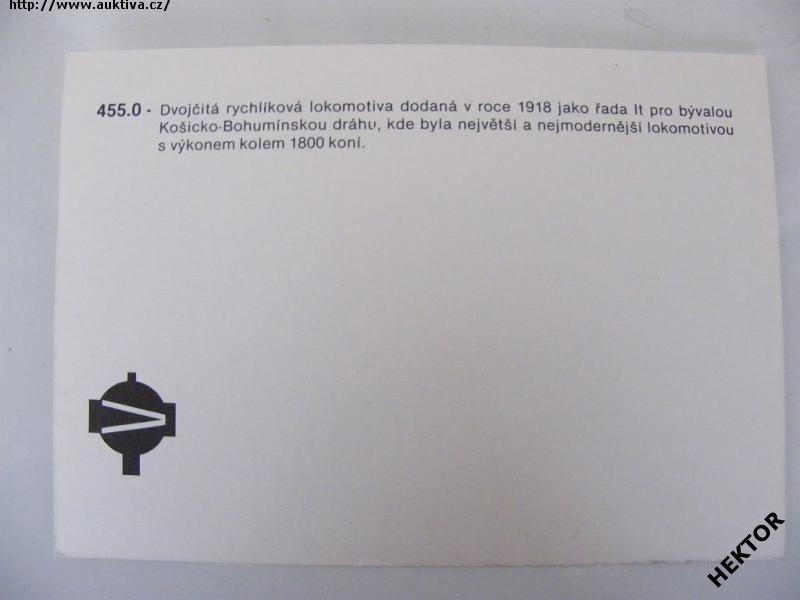 http://www.auktiva.cz/
455.0 - Dvojčitá rychlíková lokomotiva dodaná v roce 1918 jako řada It pro bývalou
Košicko-Bohumínskou dráhu, kde byla největší a nejmodernější lokomotivou
s výkonem kolem 1800 koní.
HEKTOR